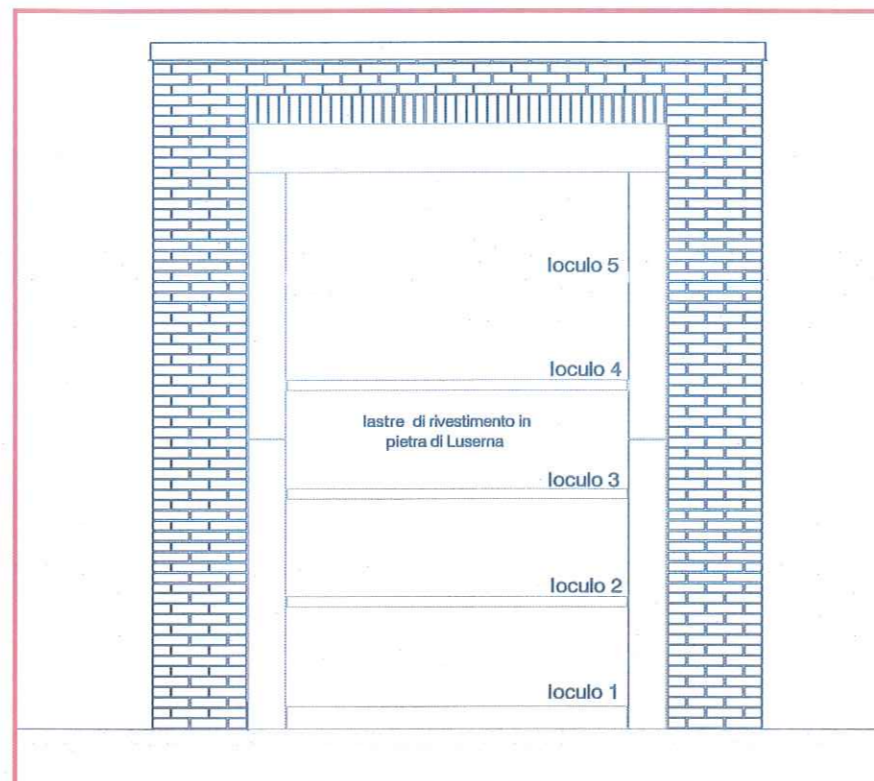 loculo 5
loculo 4
lastre di rivestimento in
pietra di Luserna
loculo 3
loculo 2
loculo 1